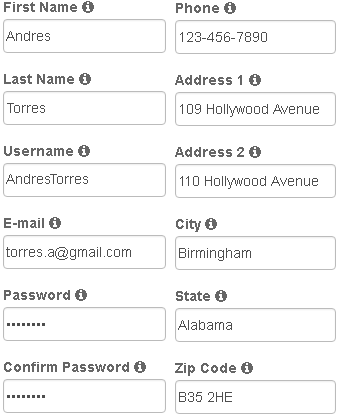 First Name
Andres
Last Name
Torres
Username
AndresTorres
E-mail
torres.a@gmail.com
Password
••••••••
Confirm Password
••••••••
Phone
123-456-7890
Address 1
109 Hollywood Avenue
Address 2
110 Hollywood Avenue
City
Birmingham
State
Alabama
Zip Code
B35 2HE